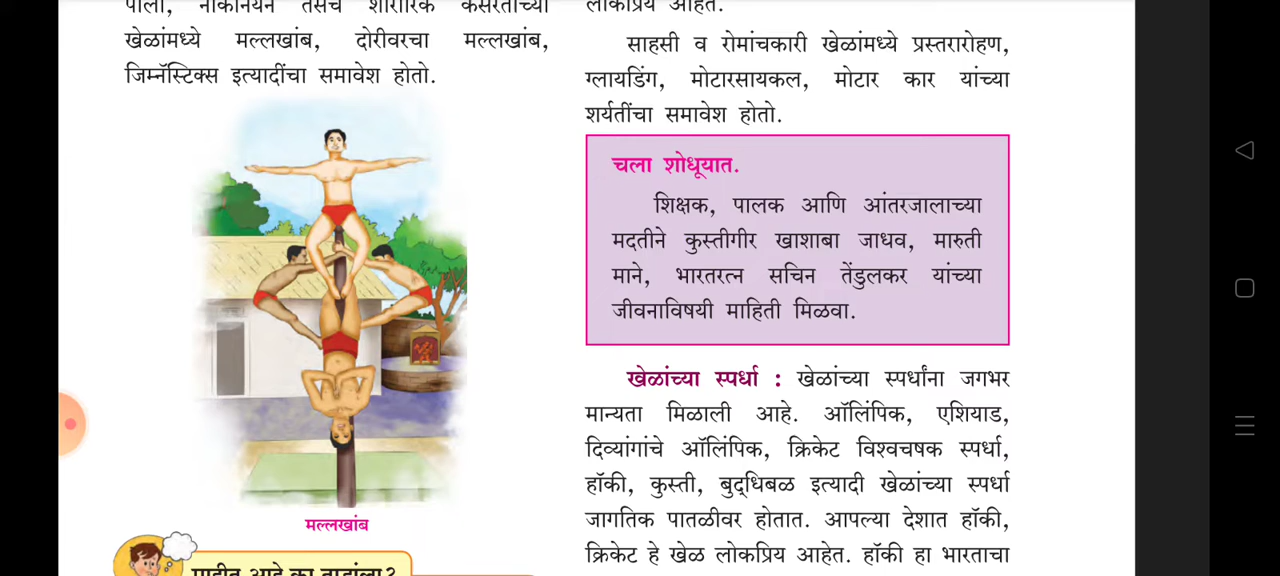 खेळांमध्ये मल्लखांब, दोरीवरचा मल्लखांब,
जिम्नॅस्टिक्स इत्यादींचा समावेश होतो.
मल्लखांब
लोकप्रिय आहेत.
साहसी व रोमांचकारी खेळांमध्ये प्रस्तरारोहण,
ग्लायडिंग, मोटारसायकल, मोटार कार यांच्या
शर्यतींचा समावेश होतो.
चला शोधूयात.
शिक्षक, पालक आणि आंतरजालाच्या
मदतीने कुस्तीगीर खाशाबा जाधव, मारुती
माने, भारतरत्न सचिन तेंडुलकर यांच्या
जीवनाविषयी माहिती मिळवा.
खेळांच्या स्पर्धा : खेळांच्या स्पर्धांना जगभर
मान्यता मिळाली आहे. ऑलिंपिक, एशियाड,
दिव्यांगांचे ऑलिंपिक, क्रिकेट विश्वचषक स्पर्धा,
हॉकी, कुस्ती, बुद्धिबळ इत्यादी खेळांच्या स्पर्धा
जागतिक पातळीवर होतात. आपल्या देशात हॉकी,
क्रिकेट हे खेळ लोकप्रिय आहेत. हॉकी हा भारताचा